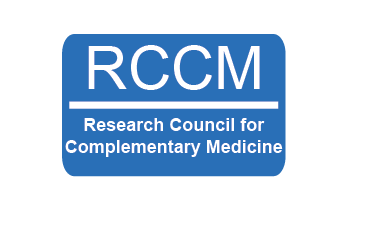 RCCM
Research Council for
Complementary Medicine